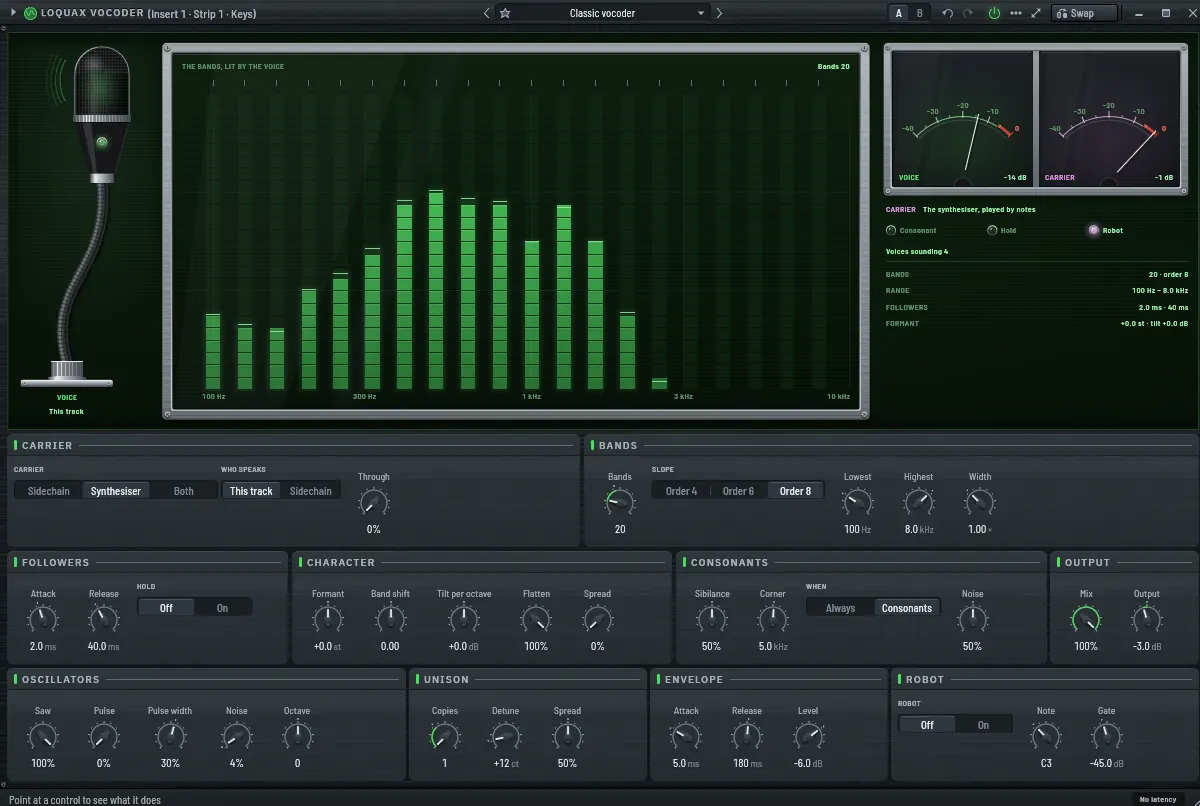 LOQUAX VOCODER (Insert 1 · Strip 1 · Keys)
Classic vocoder
A B
Swap
THE BANDS, LIT BY THE VOICE
Bands 20
100 Hz 300 Hz 1 kHz 3 kHz 10 kHz
VOICE
This track
-40 -30 -20 -10 0
VOICE -14 dB
-40 -30 -20 -10 0
CARRIER -1 dB
CARRIER The synthesiser, played by notes
Consonant Hold Robot
Voices sounding 4
BANDS 20 · order 8
RANGE 100 Hz – 8.0 kHz
FOLLOWERS 2.0 ms · 40 ms
FORMANT +0.0 st · tilt +0.0 dB
CARRIER
CARRIER
Sidechain Synthesiser Both
WHO SPEAKS
This track Sidechain
Through
0%
BANDS
Bands
20
SLOPE
Order 4 Order 6 Order 8
Lowest Highest Width
100 Hz 8.0 kHz 1.00 ×
FOLLOWERS
Attack Release
2.0 ms 40.0 ms
HOLD
Off On
CHARACTER
Formant Band shift Tilt per octave Flatten Spread
+0.0 st 0.00 +0.0 dB 100% 0%
CONSONANTS
Sibilance Corner
50% 5.0 kHz
WHEN
Always Consonants
Noise
50%
OUTPUT
Mix Output
100% -3.0 dB
OSCILLATORS
Saw Pulse Pulse width Noise Octave
100% 0% 30% 4% 0
UNISON
Copies Detune Spread
1 +12 ct 50%
ENVELOPE
Attack Release Level
5.0 ms 180 ms -6.0 dB
ROBOT
ROBOT
Off On
Note Gate
C3 -45.0 dB
Point at a control to see what it does
No latency